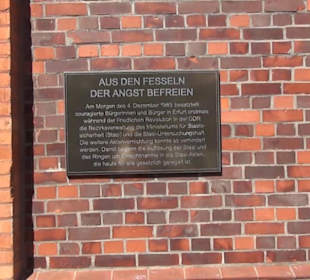 AUS DEN FESSELN
DER ANGST BEFREIEN
Am Morgen des 4. Dezember 1989 besetzten
couragierte Bürgerinnen und Bürger in Erfurt erstmals
während der Friedlichen Revolution in der DDR
die Bezirksverwaltung des Ministeriums für Staats-
sicherheit (Stasi) und die Stasi-Untersuchungshaft.
Die weitere Aktenvernichtung konnte so verhindert
werden. Damit begann die Auflösung der Stasi und
das Ringen um Einsichtnahme in die Stasi-Akten,
die heute für alle gesetzlich geregelt ist.